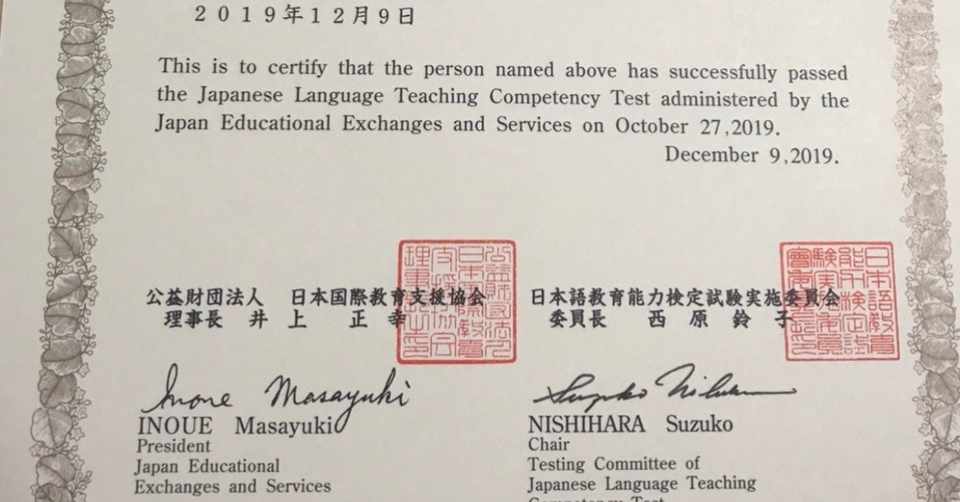 2019年12月9日
This is to certify that the person named above has successfully passed
the Japanese Language Teaching Competency Test administered by the
Japan Educational Exchanges and Services on October 27,2019.
December 9,2019.
公益財団法人 日本国際教育支援協会
理事長 井上 正幸
日本語教育能力検定試験実施委員会
委員長 西原鈴子
Inoue Masayuki
Suzuko Nishihara
INOUE Masayuki
President
Japan Educational
Exchanges and Services
NISHIHARA Suzuko
Chair
Testing Committee of
Japanese Language Teaching
Competency Test